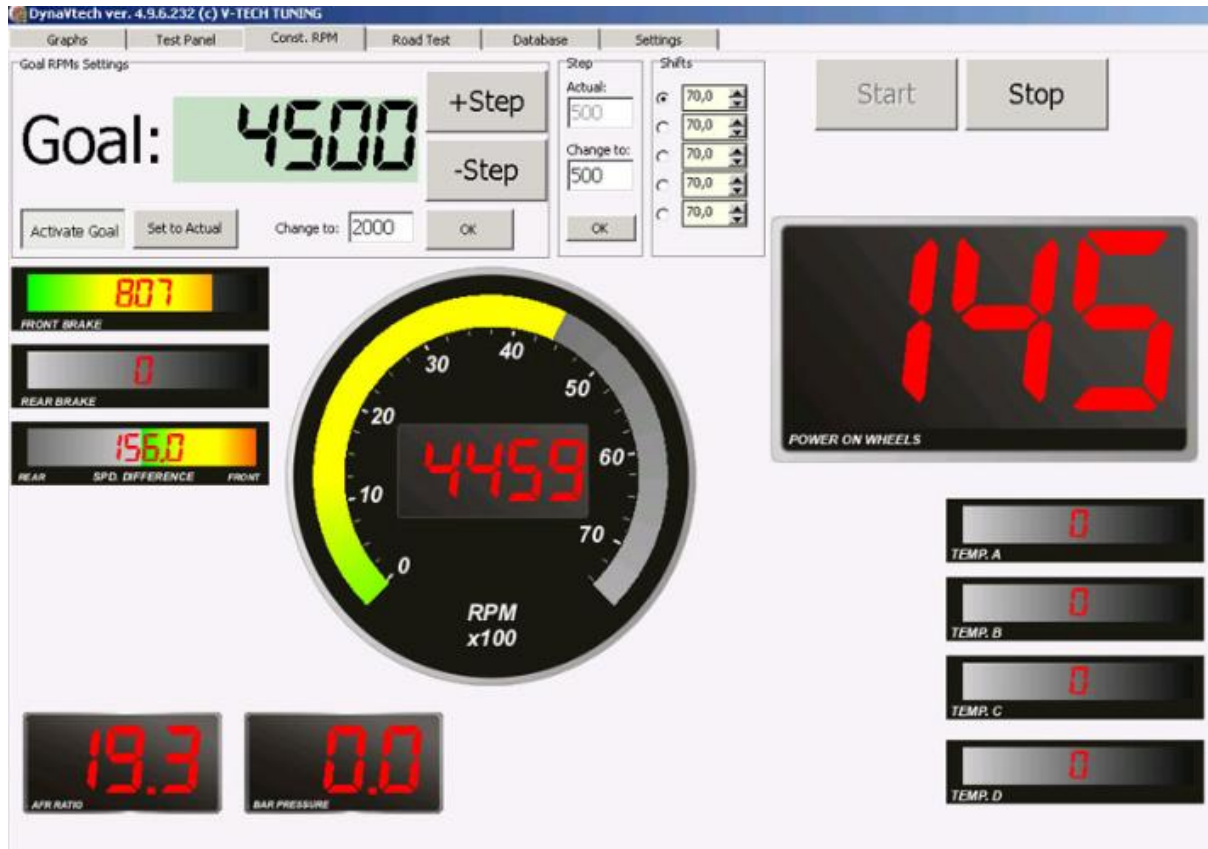 DynaVtech ver. 4.9.6.232 (c) V-TECH TUNING
Graphs Test Panel Const. RPM Road Test Database Settings
Goal RPMs Settings
Goal: 4500
+Step
-Step
Activate Goal Set to Actual Change to: 2000 OK
Step
Actual:
500
Change to:
500
OK
Shifts
70,0
70,0
70,0
70,0
70,0
Start Stop
807
FRONT BRAKE
0
REAR BRAKE
156.0
REAR SPD. DIFFERENCE FRONT
0
10
20
30
40
50
60
70
4459
RPM
x100
145
POWER ON WHEELS
0
TEMP. A
0
TEMP. B
0
TEMP. C
0
TEMP. D
19.3
AFR RATIO
0.0
BAR PRESSURE